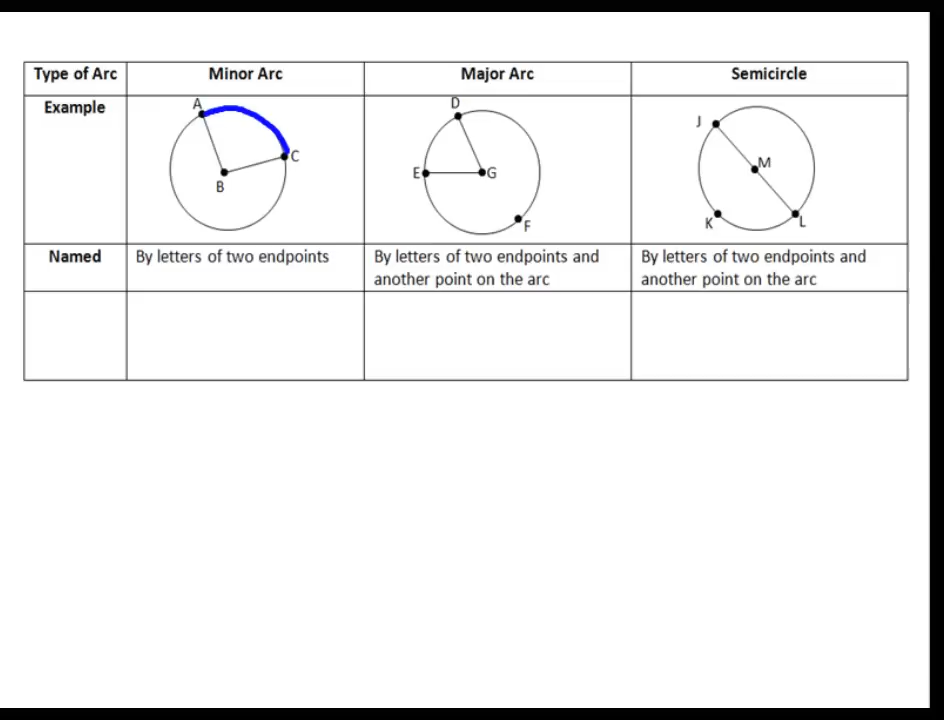 Type of Arc Minor Arc Major Arc Semicircle
Example
A
C
B
D
E
G
F
J
M
K
L
Named By letters of two endpoints By letters of two endpoints and By letters of two endpoints and
another point on the arc another point on the arc